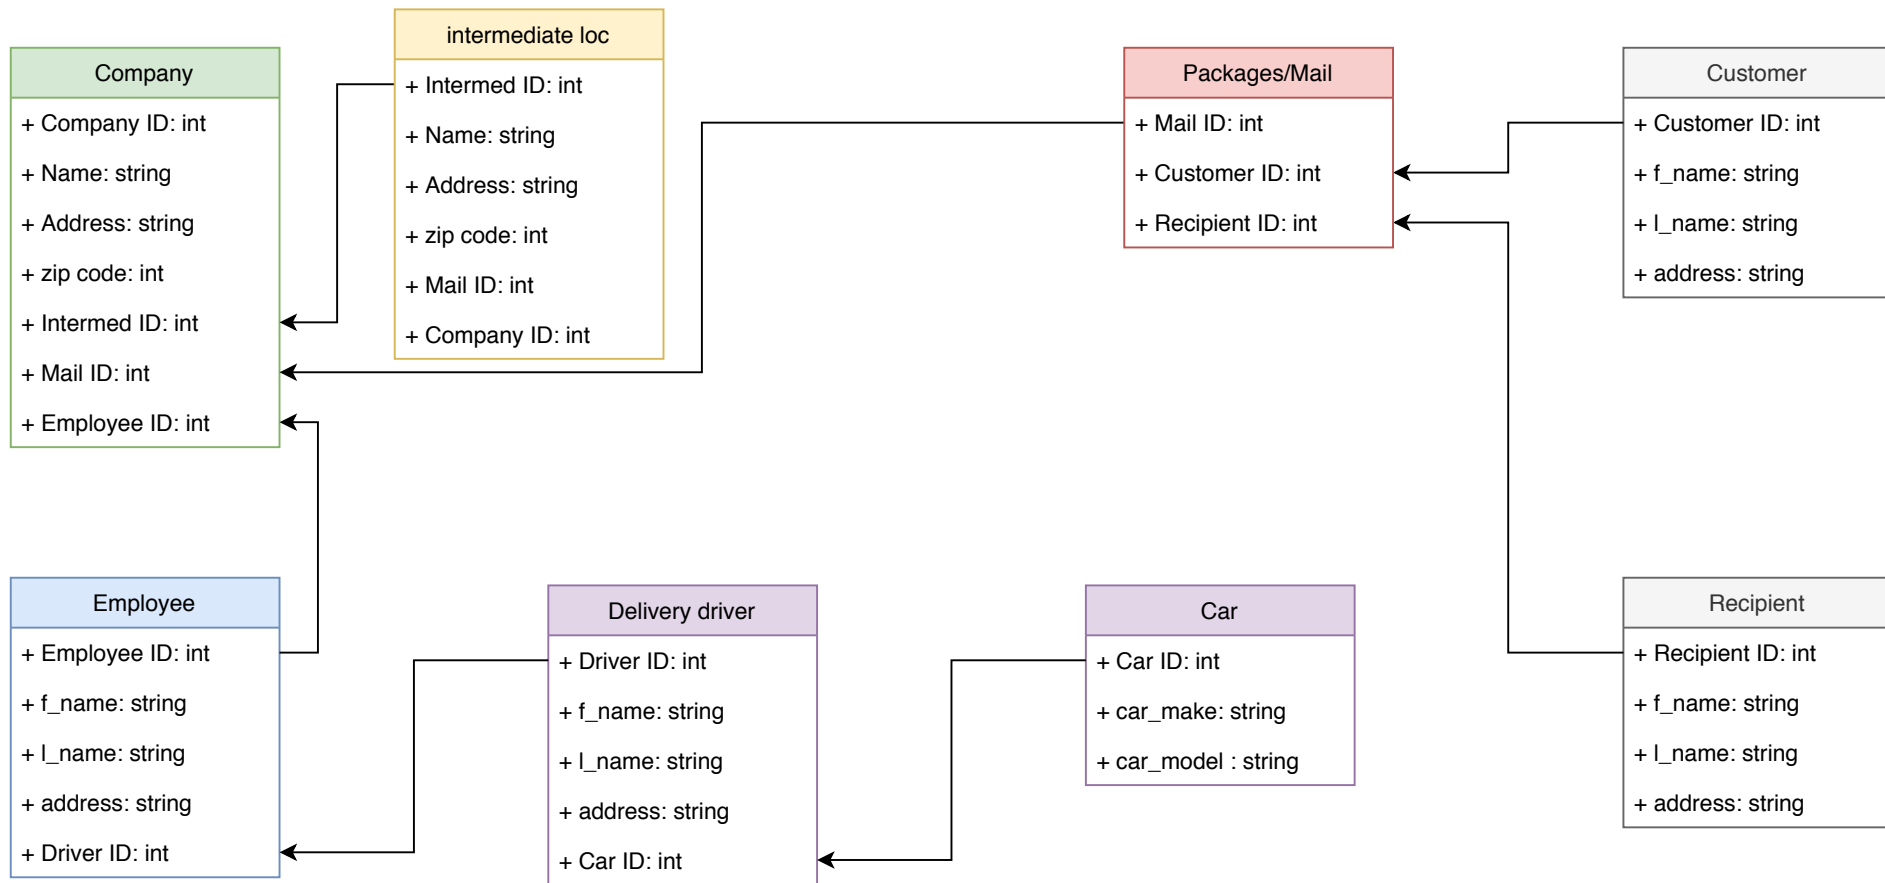 Company
+ Company ID: int
+ Name: string
+ Address: string
+ zip code: int
+ Intermed ID: int
+ Mail ID: int
+ Employee ID: int
intermediate loc
+ Intermed ID: int
+ Name: string
+ Address: string
+ zip code: int
+ Mail ID: int
+ Company ID: int
Packages/Mail
+ Mail ID: int
+ Customer ID: int
+ Recipient ID: int
Customer
+ Customer ID: int
+ f_name: string
+ l_name: string
+ address: string
Employee
+ Employee ID: int
+ f_name: string
+ l_name: string
+ address: string
+ Driver ID: int
Delivery driver
+ Driver ID: int
+ f_name: string
+ l_name: string
+ address: string
+ Car ID: int
Car
+ Car ID: int
+ car_make: string
+ car_model : string
Recipient
+ Recipient ID: int
+ f_name: string
+ l_name: string
+ address: string